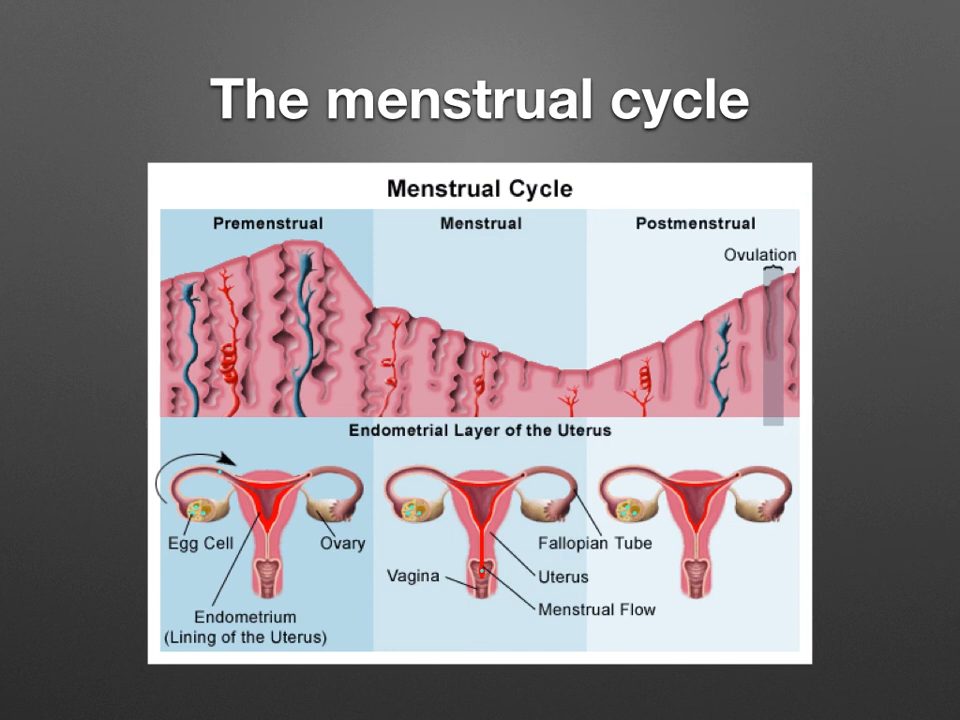 The menstrual cycle
Menstrual Cycle
Premenstrual
Menstrual
Postmenstrual
Ovulation
Endometrial Layer of the Uterus
Egg Cell
Ovary
Fallopian Tube
Vagina
Uterus
Menstrual Flow
Endometrium
(Lining of the Uterus)